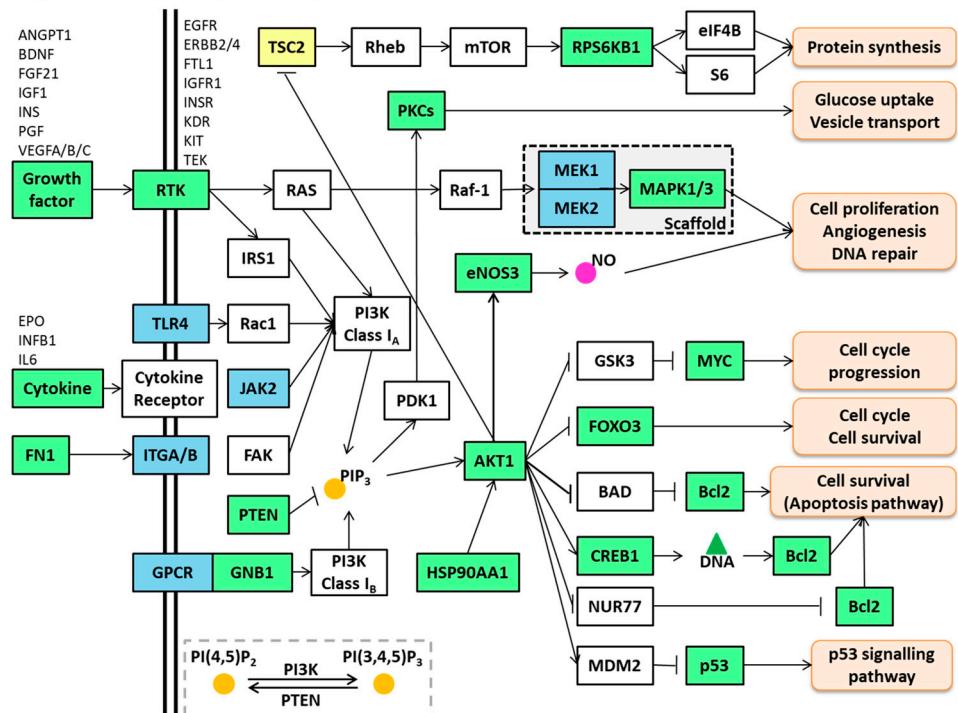 ANGPT1
BDNF
FGF21
IGF1
INS
PGF
VEGFA/B/C
Growth
factor
EGFR
ERBB2/4
FTL1
IGFR1
INSR
KDR
KIT
TEK
RTK
TSC2
Rheb
mTOR
RPS6KB1
eIF4B
S6
Protein synthesis
PKCs
Glucose uptake
Vesicle transport
RAS
Raf-1
MEK1
MEK2
MAPK1/3
Scaffold
Cell proliferation
Angiogenesis
DNA repair
IRS1
eNOS3
NO
EPO
INFB1
IL6
Cytokine
TLR4
Rac1
PI3K
Class IA
Cytokine
Receptor
JAK2
PDK1
GSK3
MYC
Cell cycle
progression
FOXO3
Cell cycle
Cell survival
FN1
ITGA/B
FAK
PIP3
AKT1
BAD
Bcl2
Cell survival
(Apoptosis pathway)
PTEN
CREB1
DNA
Bcl2
GPCR
GNB1
PI3K
Class IB
HSP90AA1
NUR77
Bcl2
MDM2
p53
p53 signalling
pathway
PI(4,5)P2
PI3K
PTEN
PI(3,4,5)P3